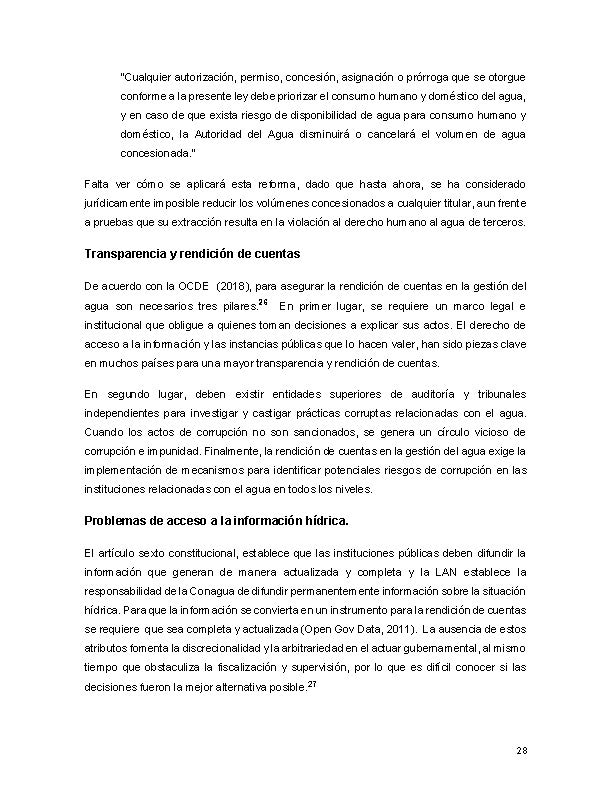 "Cualquier autorización, permiso, concesión, asignación o prórroga que se otorgue
conforme a la presente ley debe priorizar el consumo humano y doméstico del agua,
y en caso de que exista riesgo de disponibilidad de agua para consumo humano y
doméstico, la Autoridad del Agua disminuirá o cancelará el volumen de agua
concesionada."
Falta ver cómo se aplicará esta reforma, dado que hasta ahora, se ha considerado
jurídicamente imposible reducir los volúmenes concesionados a cualquier titular, aun frente
a pruebas que su extracción resulta en la violación al derecho humano al agua de terceros.
Transparencia y rendición de cuentas
De acuerdo con la OCDE (2018), para asegurar la rendición de cuentas en la gestión del
agua son necesarios tres pilares.26 En primer lugar, se requiere un marco legal e
institucional que obligue a quienes toman decisiones a explicar sus actos. El derecho de
acceso a la información y las instancias públicas que lo hacen valer, han sido piezas clave
en muchos países para una mayor transparencia y rendición de cuentas.
En segundo lugar, deben existir entidades superiores de auditoría y tribunales
independientes para investigar y castigar prácticas corruptas relacionadas con el agua.
Cuando los actos de corrupción no son sancionados, se genera un círculo vicioso de
corrupción e impunidad. Finalmente, la rendición de cuentas en la gestión del agua exige la
implementación de mecanismos para identificar potenciales riesgos de corrupción en las
instituciones relacionadas con el agua en todos los niveles.
Problemas de acceso a la información hídrica.
El artículo sexto constitucional, establece que las instituciones públicas deben difundir la
información que generan de manera actualizada y completa y la LAN establece la
responsabilidad de la Conagua de difundir permanentemente información sobre la situación
hídrica. Para que la información se convierta en un instrumento para la rendición de cuentas
se requiere que sea completa y actualizada (Open Gov Data, 2011). La ausencia de estos
atributos fomenta la discrecionalidad y la arbitrariedad en el actuar gubernamental, al mismo
tiempo que obstaculiza la fiscalización y supervisión, por lo que es difícil conocer si las
decisiones fueron la mejor alternativa posible.27
28